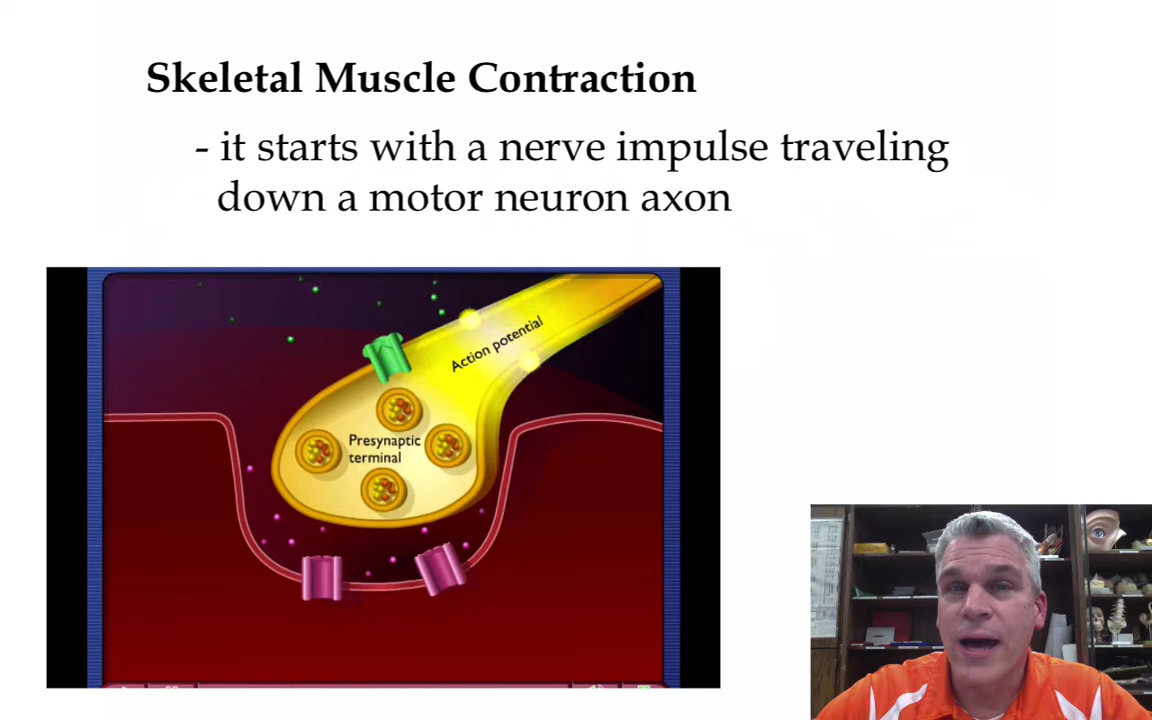 Skeletal Muscle Contraction
- it starts with a nerve impulse traveling
down a motor neuron axon
Action potential
Presynaptic
terminal